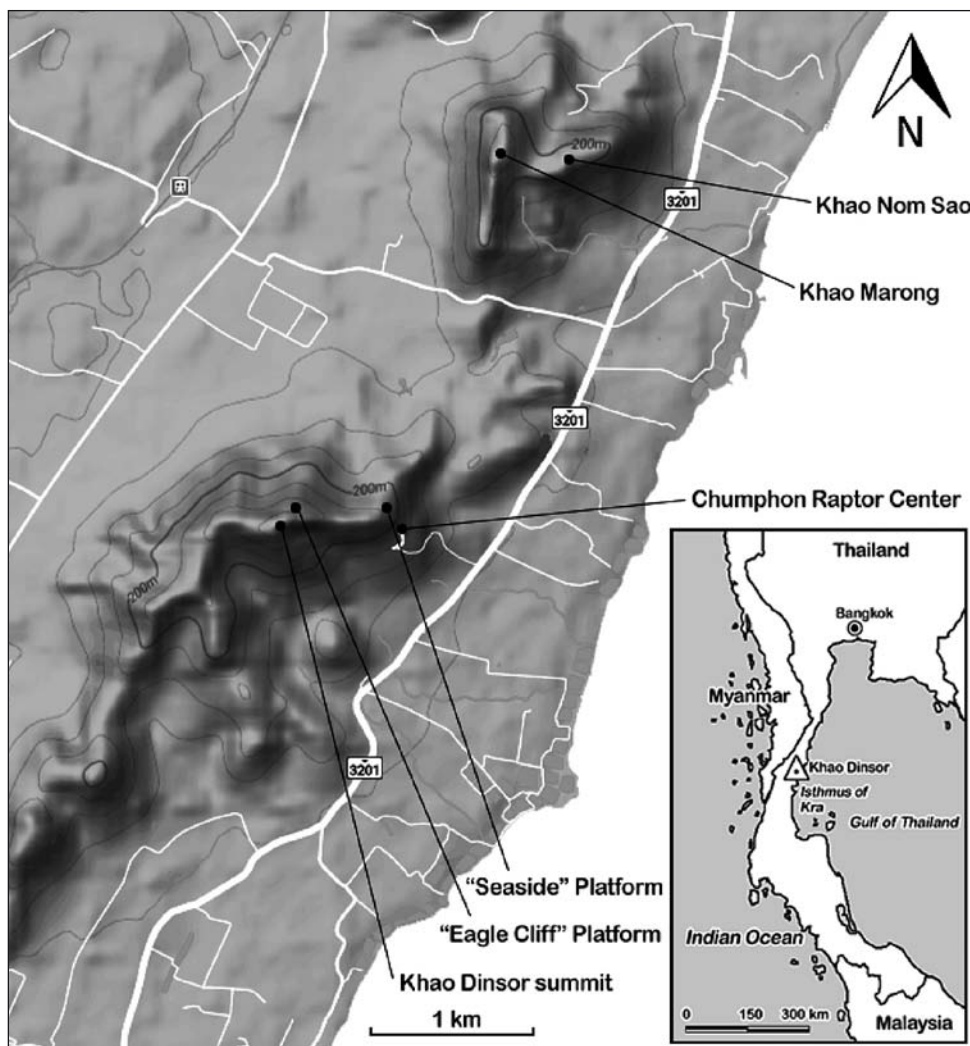 N
200m
3201
Khao Nom Sao
Khao Marong
3201
200m
Chumphon Raptor Center
200m
3201
"Seaside" Platform
"Eagle Cliff" Platform
Khao Dinsor summit
1 km
Thailand
Bangkok
Myanmar
Khao Dinsor
Isthmus of
Kra
Gulf of Thailand
Indian Ocean
0 150 300 km
Malaysia